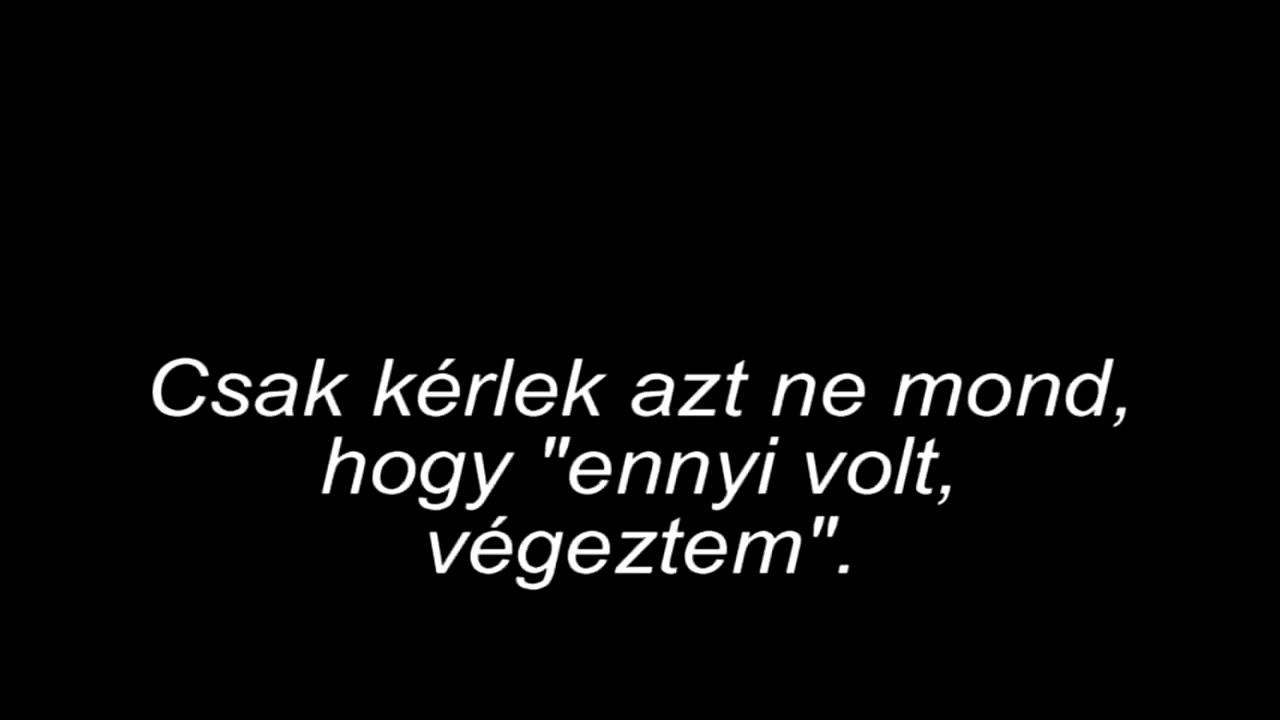 Csak kérlek azt ne mond,
hogy "ennyi volt,
végeztem".